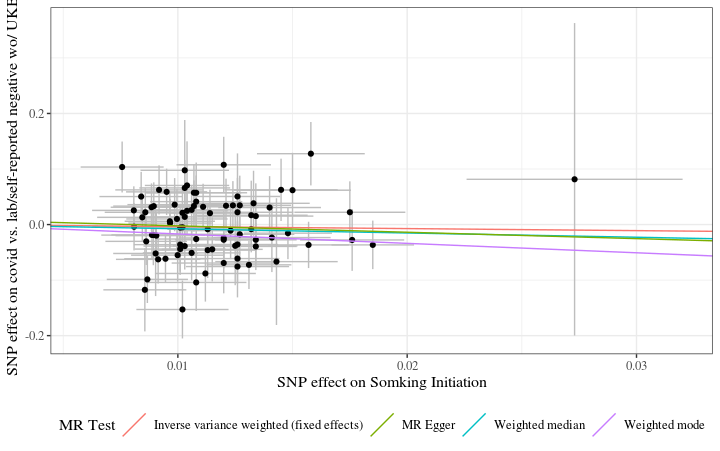 SNP effect on covid vs. lab/self-reported negative wo/ UKB
0.2
0.0
-0.2
0.01
0.02
0.03
SNP effect on Somking Initiation
MR Test
Inverse variance weighted (fixed effects)
MR Egger
Weighted median
Weighted mode